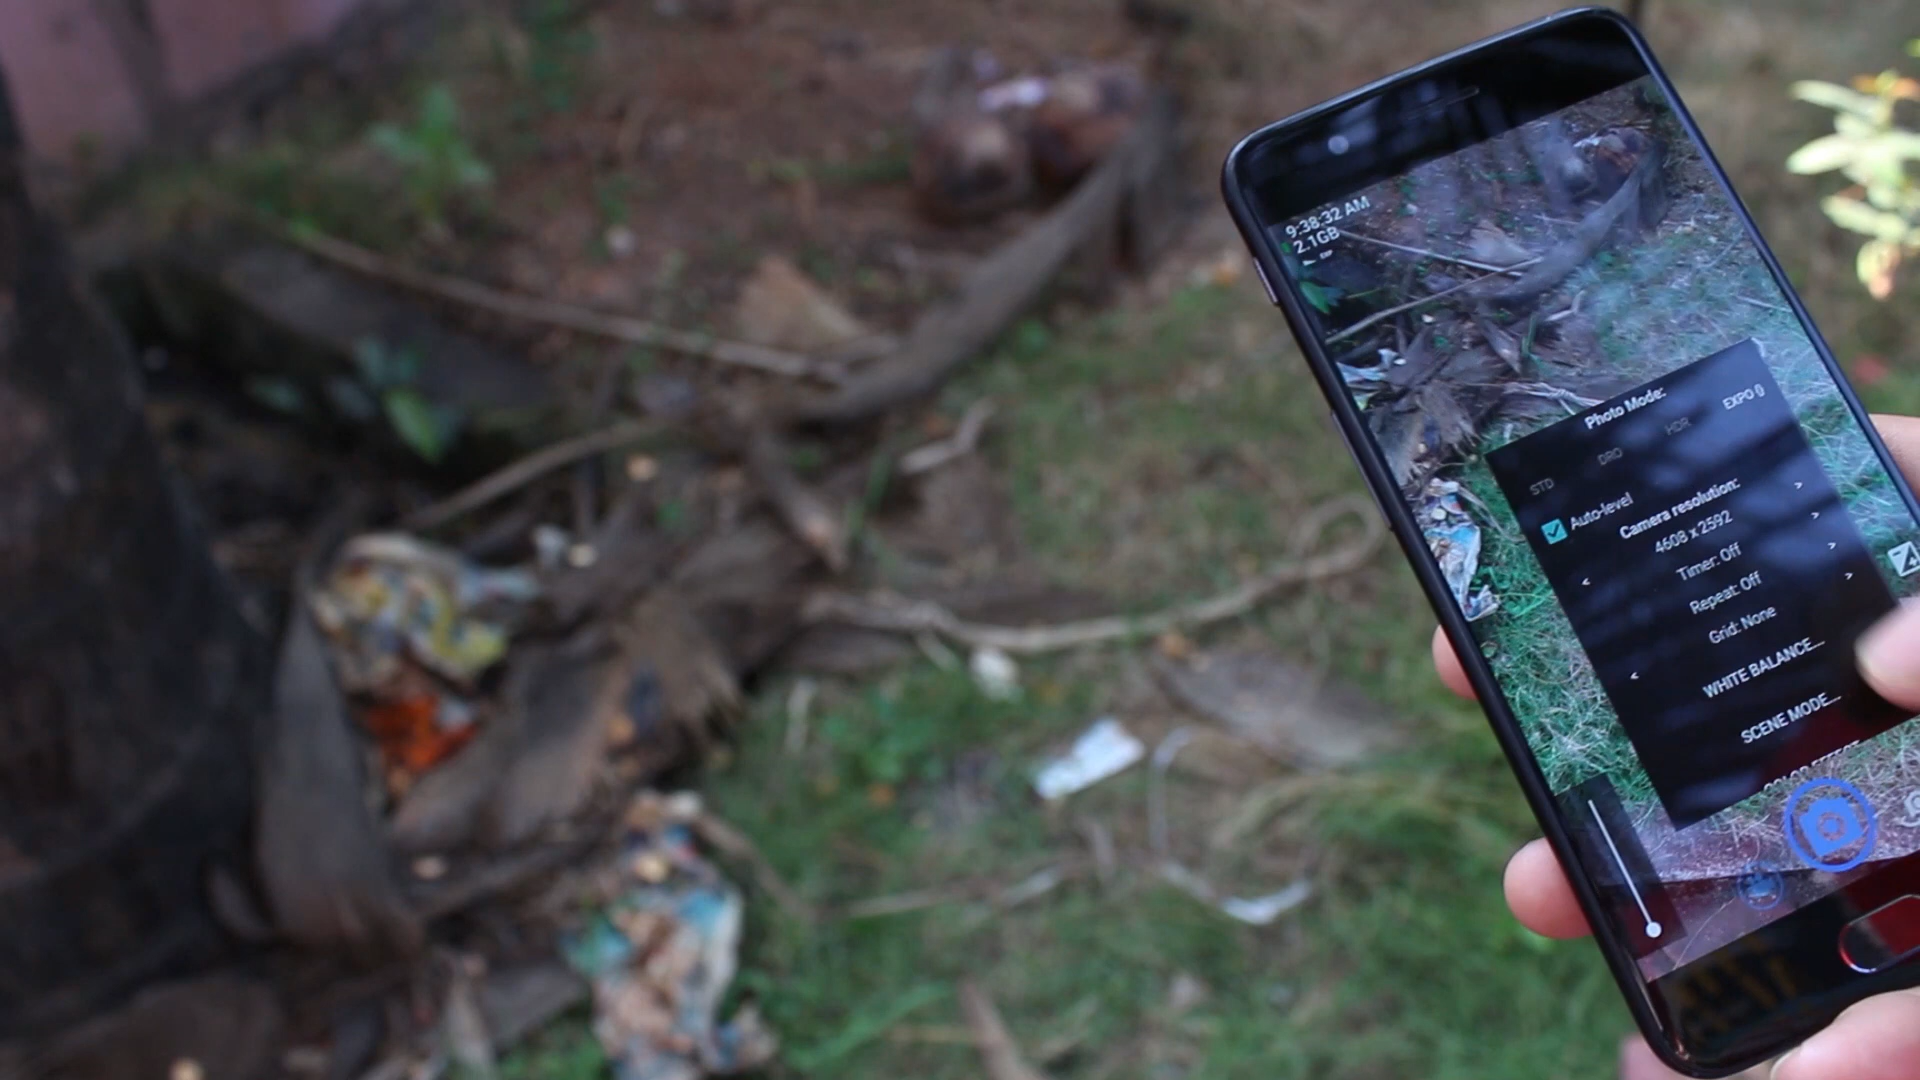 9:38:32 AM
2.1GB
EXP
Photo Mode:
STD DRO HDR EXPO {}
Auto-level
Camera resolution:
4608 x 2592
Timer: Off
Repeat: Off
Grid: None
WHITE BALANCE...
SCENE MODE...